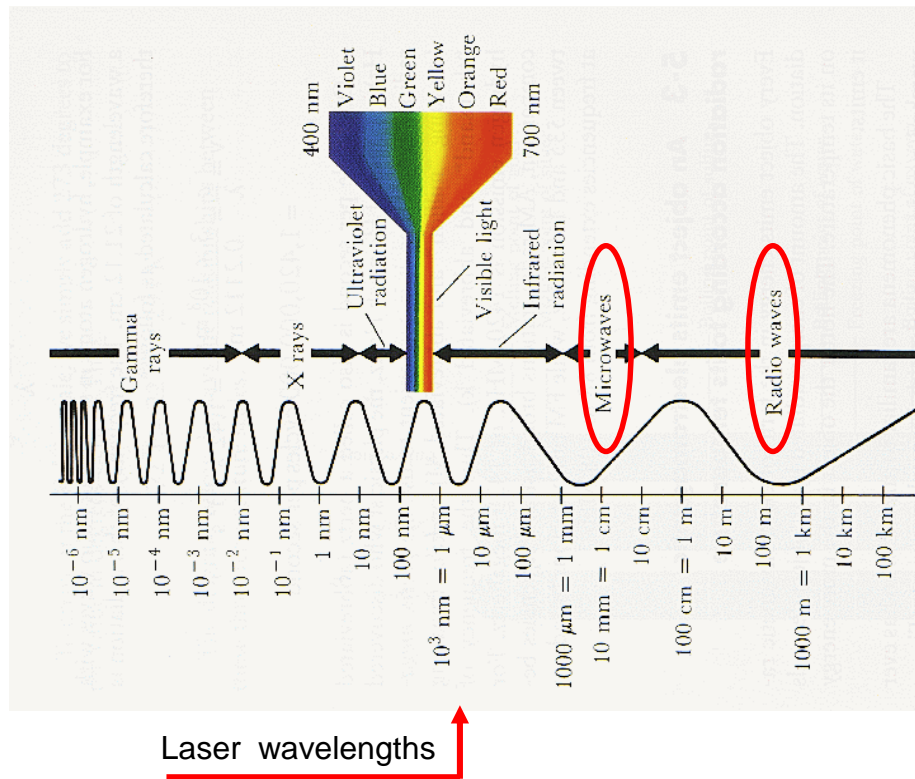 400 nm
Violet
Blue
Green
Yellow
Orange
Red
700 nm
Gamma
rays
X rays
Ultraviolet
radiation
Visible light
Infrared
radiation
Microwaves
Radio waves
10⁻⁶ nm
10⁻⁵ nm
10⁻⁴ nm
10⁻³ nm
10⁻² nm
10⁻¹ nm
1 nm
10 nm
100 nm
10³ nm = 1 μm
10 μm
100 μm
1000 μm = 1 mm
10 mm = 1 cm
10 cm
100 cm = 1 m
10 m
100 m
1000 m = 1 km
10 km
100 km
Laser wavelengths